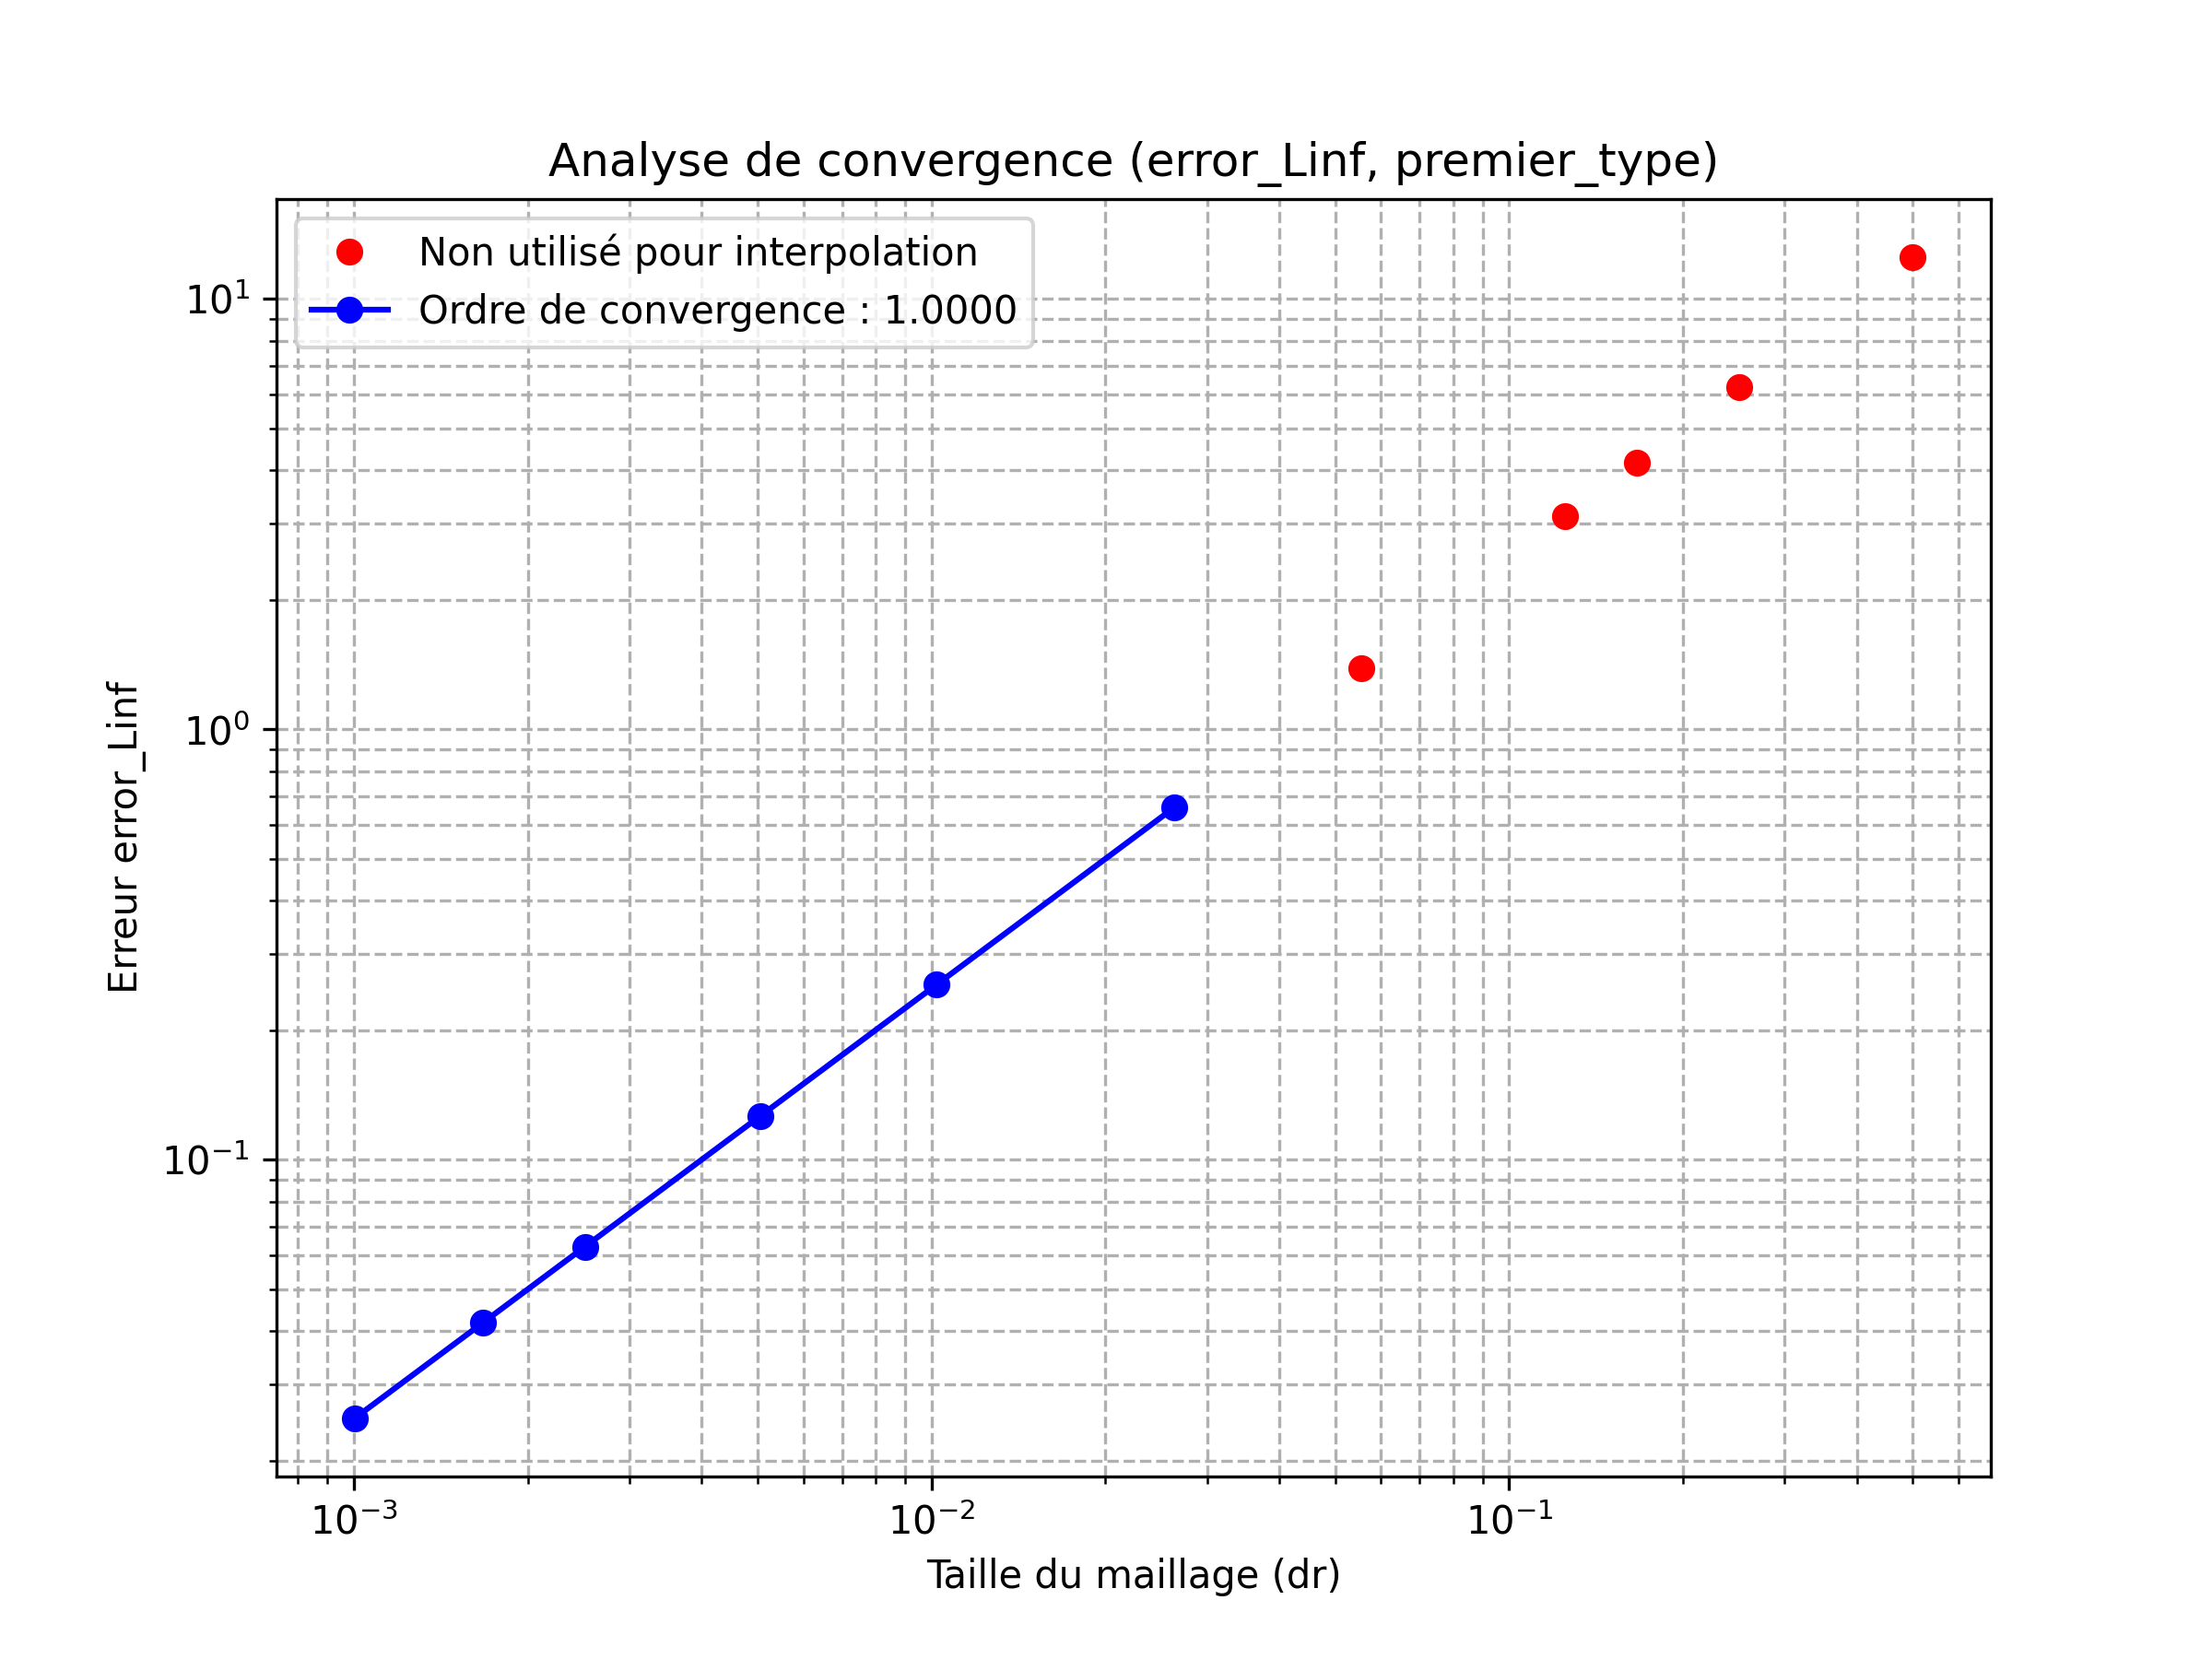 Analyse de convergence (error_Linf, premier_type)
Non utilisé pour interpolation
Ordre de convergence : 1.0000
10¹
10⁰
10⁻¹
Erreur error_Linf
10⁻³
10⁻²
10⁻¹
Taille du maillage (dr)